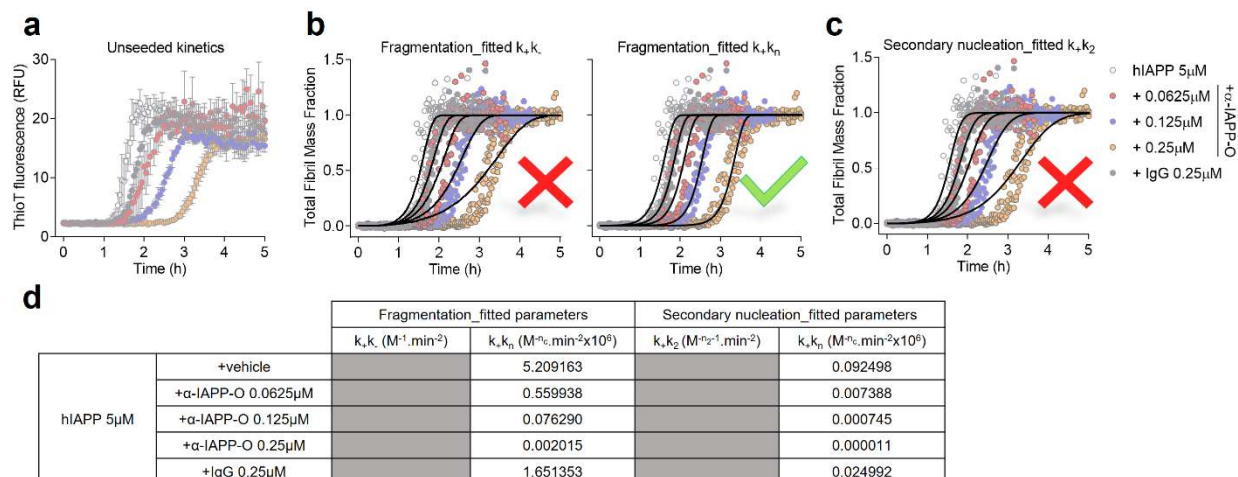 a
Unseeded kinetics
ThioT fluorescence (RFU)
30
20
10
0
0 1 2 3 4 5
Time (h)
b
Fragmentation_fitted k₊k₋
Total Fibril Mass Fraction
1.5
1.0
0.5
0.0
0 1 2 3 4 5
Time (h)
Fragmentation_fitted k₊kₙ
0 1 2 3 4 5
Time (h)
c
Secondary nucleation_fitted k₊k₂
Total Fibril Mass Fraction
1.5
1.0
0.5
0.0
0 1 2 3 4 5
Time (h)
hIAPP 5µM
+ 0.0625µM
+ 0.125µM
+ 0.25µM
+ IgG 0.25µM
+α-IAPP-O
d
Fragmentation_fitted parameters Secondary nucleation_fitted parameters
k₊k₋ (M⁻¹.min⁻²) k₊kₙ (M⁻ⁿᶜ.min⁻²x10⁶) k₊k₂ (M⁻ⁿ²⁻¹.min⁻²) k₊kₙ (M⁻ⁿᶜ.min⁻²x10⁶)
hIAPP 5µM
+vehicle 5.209163 0.092498
+α-IAPP-O 0.0625µM 0.559938 0.007388
+α-IAPP-O 0.125µM 0.076290 0.000745
+α-IAPP-O 0.25µM 0.002015 0.000011
+IgG 0.25µM 1.651353 0.024992